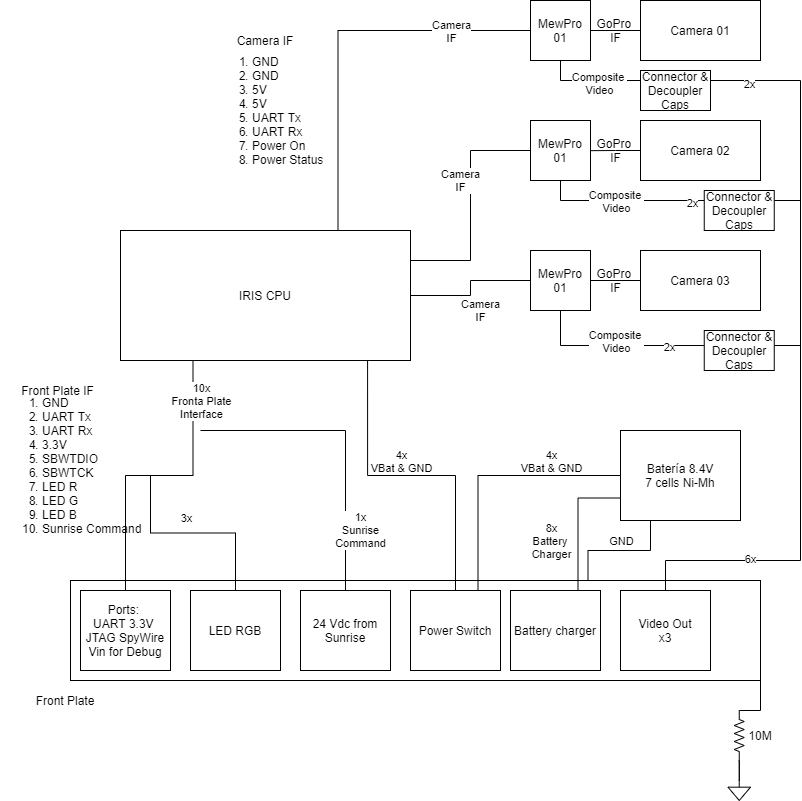 Camera IF
1. GND
2. GND
3. 5V
4. 5V
5. UART Tx
6. UART Rx
7. Power On
8. Power Status
Camera
IF
MewPro
01
GoPro
IF
Camera 01
Composite
Video
Connector &
Decoupler
Caps
2x
Camera
IF
MewPro
01
GoPro
IF
Camera 02
Composite
Video
2x
Connector &
Decoupler
Caps
IRIS CPU
Camera
IF
MewPro
01
GoPro
IF
Camera 03
Composite
Video
2x
Connector &
Decoupler
Caps
Front Plate IF
1. GND
2. UART Tx
3. UART Rx
4. 3.3V
5. SBWTDIO
6. SBWTCK
7. LED R
8. LED G
9. LED B
10. Sunrise Command
10x
Fronta Plate
Interface
3x
1x
Sunrise
Command
4x
VBat & GND
4x
VBat & GND
Batería 8.4V
7 cells Ni-Mh
8x
Battery
Charger
GND
6x
Ports:
UART 3.3V
JTAG SpyWire
Vin for Debug
LED RGB
24 Vdc from
Sunrise
Power Switch
Battery charger
Video Out
x3
Front Plate
10M